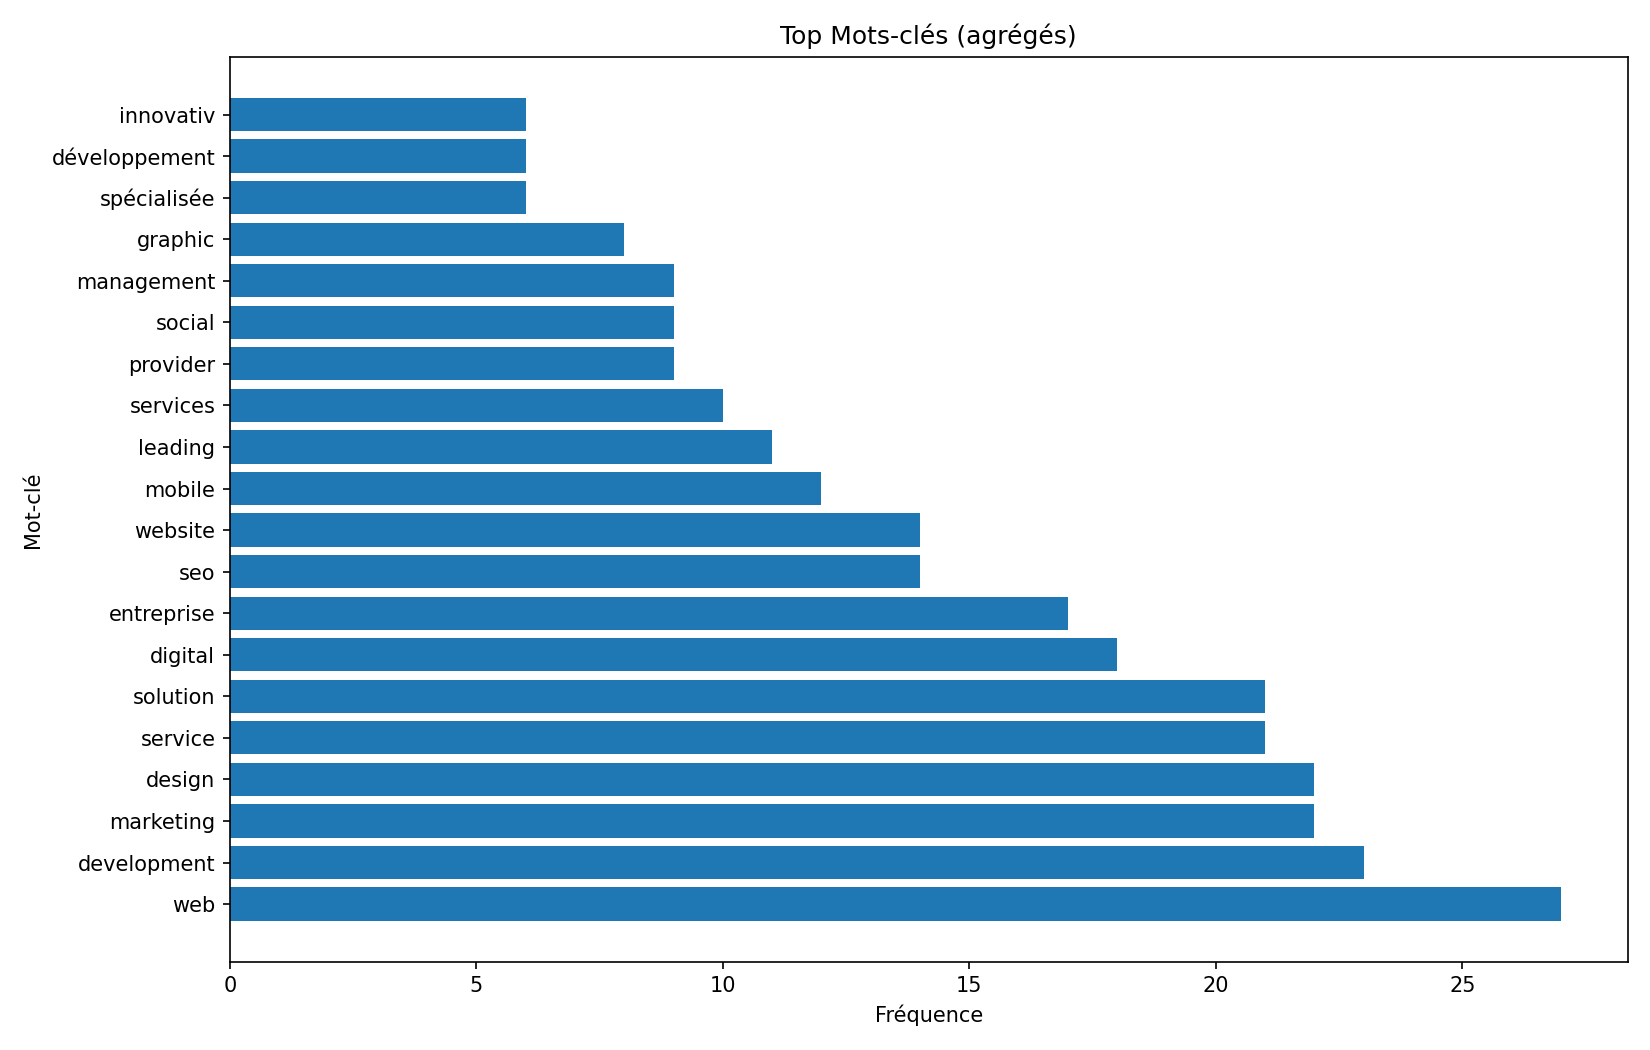 Top Mots-clés (agrégés)
innovativ
développement
spécialisée
graphic
management
social
provider
services
leading
mobile
website
seo
entreprise
digital
solution
service
design
marketing
development
web
Mot-clé
0 5 10 15 20 25
Fréquence